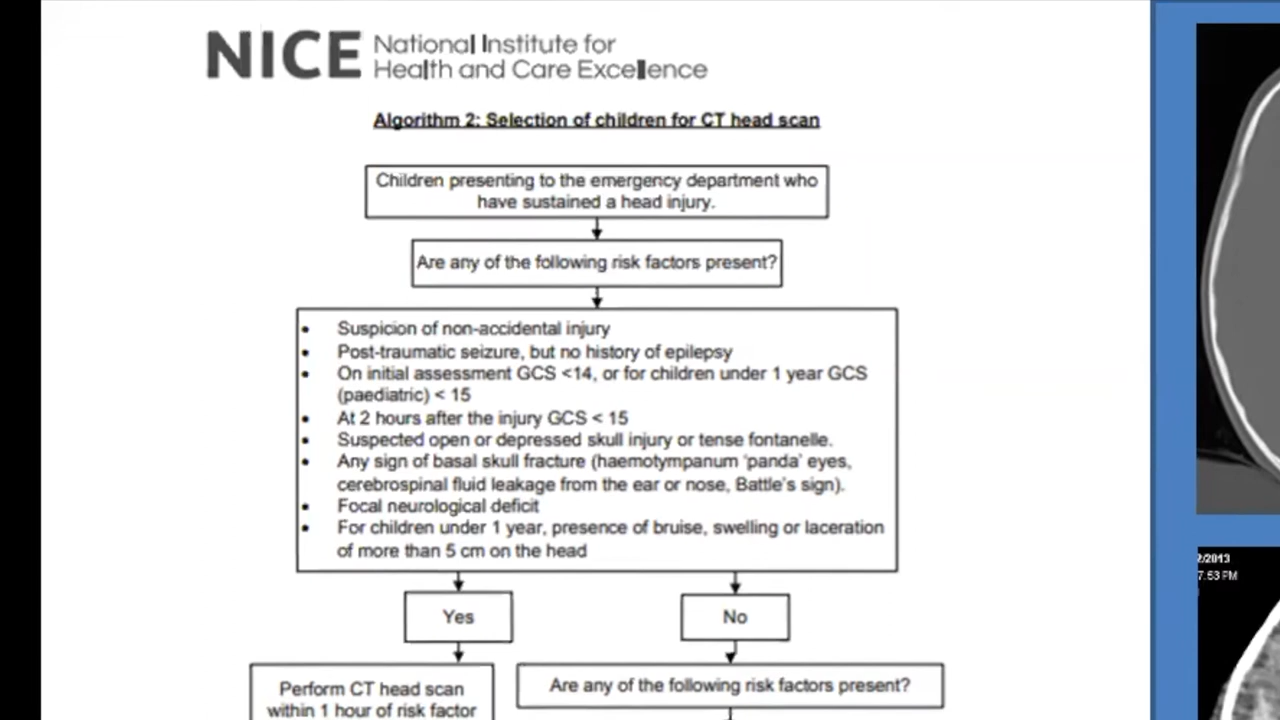 NICE National Institute for
Health and Care Excellence
Algorithm 2: Selection of children for CT head scan
Children presenting to the emergency department who
have sustained a head injury.
Are any of the following risk factors present?
• Suspicion of non-accidental injury
• Post-traumatic seizure, but no history of epilepsy
• On initial assessment GCS <14, or for children under 1 year GCS
(paediatric) < 15
• At 2 hours after the injury GCS < 15
• Suspected open or depressed skull injury or tense fontanelle.
• Any sign of basal skull fracture (haemotympanum 'panda' eyes,
cerebrospinal fluid leakage from the ear or nose, Battle's sign).
• Focal neurological deficit
• For children under 1 year, presence of bruise, swelling or laceration
of more than 5 cm on the head
Yes
No
Perform CT head scan
within 1 hour of risk factor
Are any of the following risk factors present?
2/2013
7:53 PM